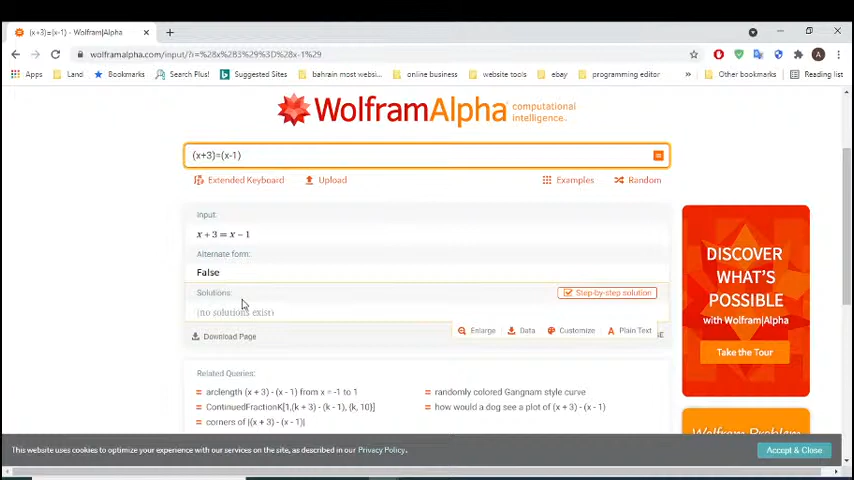 (x+3)=(x-1) - Wolfram|Alpha
wolframalpha.com/input/?i=%28x%2B3%29%3D%28x-1%29
Apps Land Bookmarks Search Plus! Suggested Sites bahrain most websi... online business website tools ebay programming editor » Other bookmarks Reading list
WolframAlpha computational intelligence.
(x+3)=(x-1)
Extended Keyboard Upload Examples Random
Input:
x + 3 = x - 1
Alternate form:
False
Solutions: Step-by-step solution
(no solutions exist)
Enlarge Data Customize Plain Text
Download Page
Related Queries:
arclength (x + 3) - (x - 1) from x = -1 to 1
randomly colored Gangnam style curve
ContinuedFractionK[1,(k + 3) - (k - 1), {k, 10}]
how would a dog see a plot of (x + 3) - (x - 1)
corners of |(x + 3) - (x - 1)|
DISCOVER
WHAT'S
POSSIBLE
with Wolfram|Alpha
Take the Tour
Wolfram Problem
This website uses cookies to optimize your experience with our services on the site, as described in our Privacy Policy.
Accept & Close